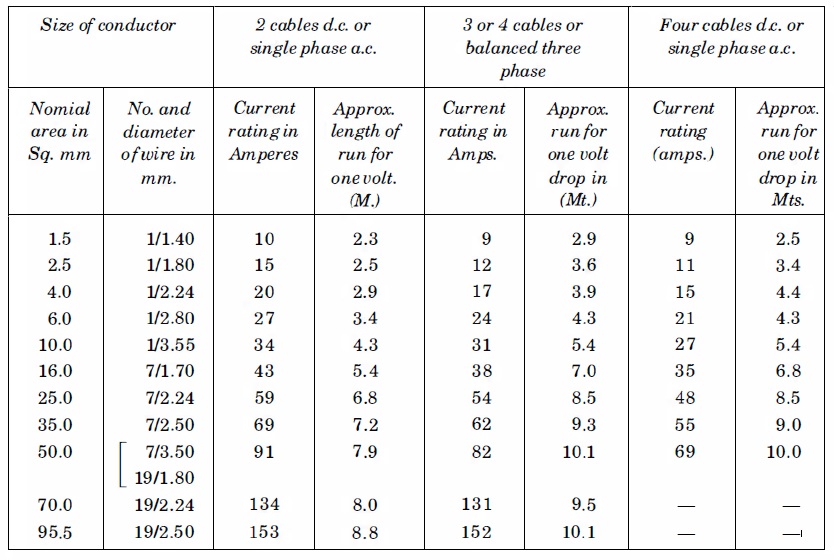 Size of conductor 2 cables d.c. or 3 or 4 cables or Four cables d.c. or
single phase a.c. balanced three single phase a.c.
phase
Nomial No. and Current Approx. Current Approx. Current Approx.
area in diameter rating in length of rating in run for rating run for
Sq. mm of wire in Amperes run for Amps. one volt (amps.) one volt
mm. one volt. drop in drop in
(M.) (Mt.) Mts.
1.5 1/1.40 10 2.3 9 2.9 9 2.5
2.5 1/1.80 15 2.5 12 3.6 11 3.4
4.0 1/2.24 20 2.9 17 3.9 15 4.4
6.0 1/2.80 27 3.4 24 4.3 21 4.3
10.0 1/3.55 34 4.3 31 5.4 27 5.4
16.0 7/1.70 43 5.4 38 7.0 35 6.8
25.0 7/2.24 59 6.8 54 8.5 48 8.5
35.0 7/2.50 69 7.2 62 9.3 55 9.0
50.0 7/3.50 91 7.9 82 10.1 69 10.0
19/1.80
70.0 19/2.24 134 8.0 131 9.5 — —
95.5 19/2.50 153 8.8 152 10.1 — —